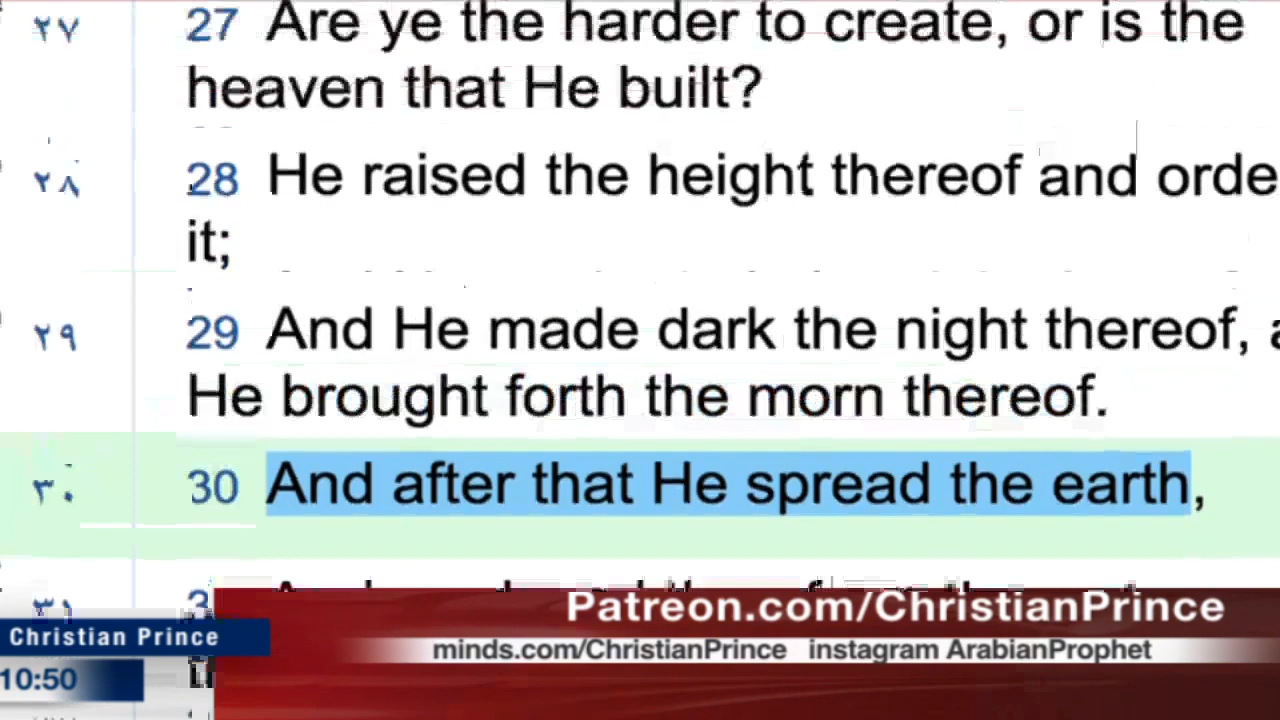 ٢٧ 27 Are ye the harder to create, or is the
heaven that He built?
٢٨ 28 He raised the height thereof and orde
it;
٢٩ 29 And He made dark the night thereof, a
He brought forth the morn thereof.
٣٠ 30 And after that He spread the earth,
٣١
Patreon.com/ChristianPrince
Christian Prince
minds.com/ChristianPrince instagram ArabianProphet
10:50